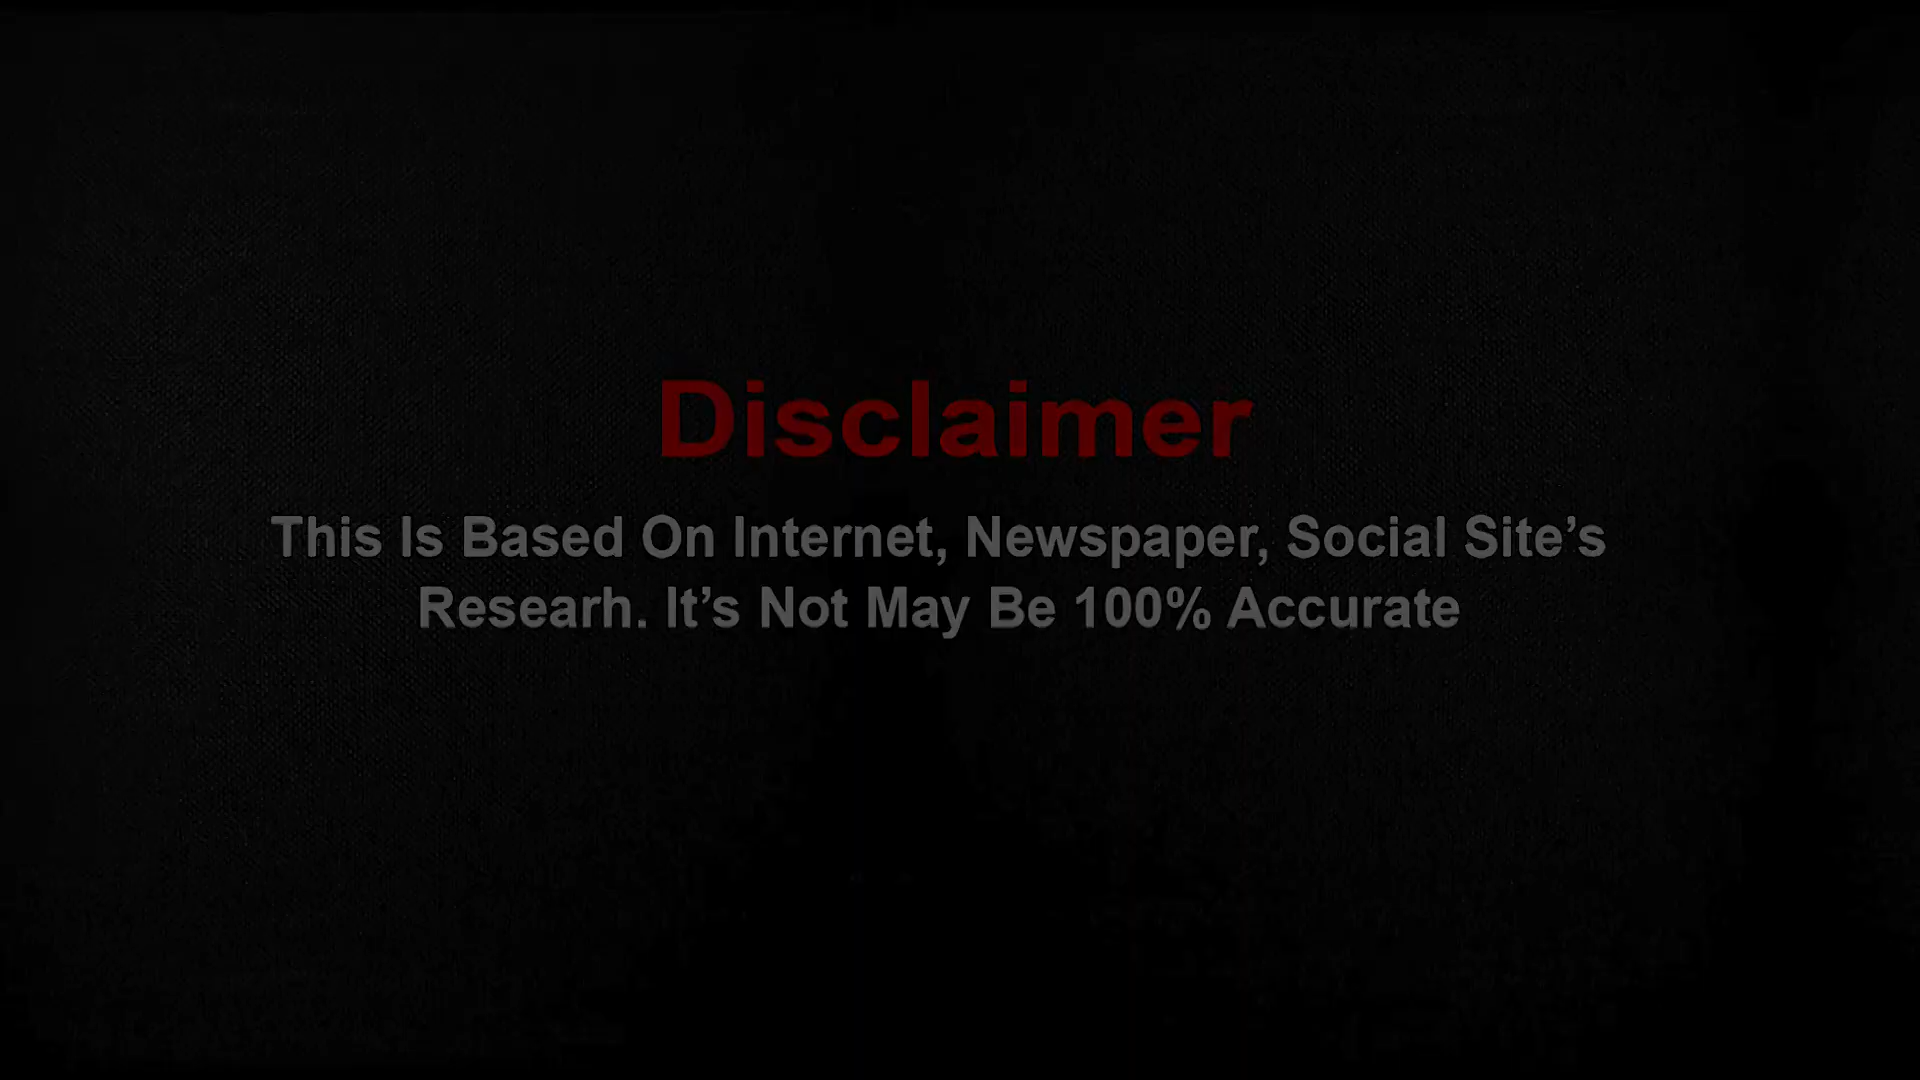 Disclaimer
This Is Based On Internet, Newspaper, Social Site’s
Researh. It’s Not May Be 100% Accurate